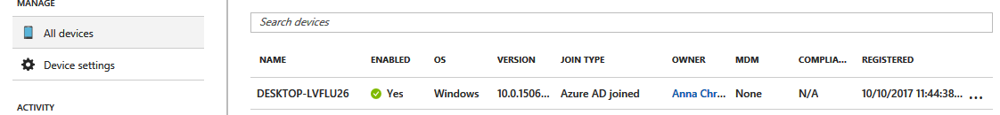 MANAGE
All devices
Device settings
ACTIVITY
Search devices
NAME ENABLED OS VERSION JOIN TYPE OWNER MDM COMPLIA... REGISTERED
DESKTOP-LVFLU26 Yes Windows 10.0.1506... Azure AD joined Anna Chr... None N/A 10/10/2017 11:44:38... ...